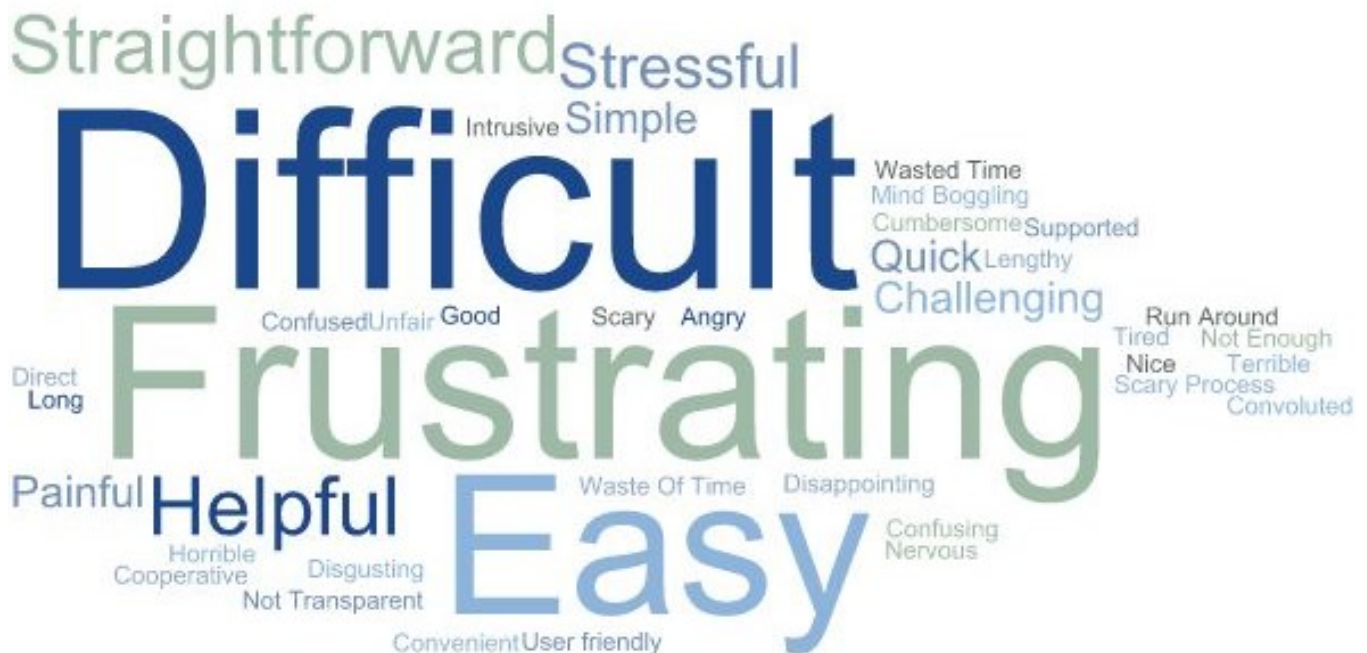 Straightforward Stressful
Intrusive Simple
Difficult
Wasted Time
Mind Boggling
Cumbersome Supported
Quick Lengthy
Challenging
Confused Unfair Good Scary Angry
Run Around
Tired Not Enough
Nice Terrible
Scary Process
Convoluted
Direct
Long
Frustrating
Painful Helpful
Easy
Waste Of Time Disappointing
Confusing
Nervous
Horrible
Cooperative Disgusting
Not Transparent
Convenient User friendly